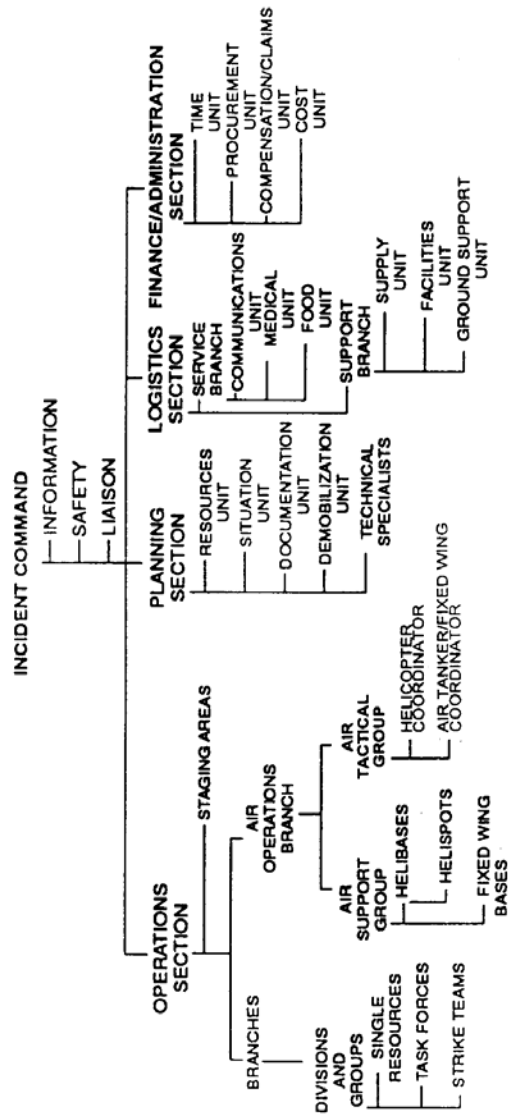 INCIDENT COMMAND
INFORMATION
SAFETY
LIAISON
OPERATIONS
SECTION
STAGING AREAS
BRANCHES
DIVISIONS
AND
GROUPS
SINGLE
RESOURCES
TASK FORCES
STRIKE TEAMS
AIR
OPERATIONS
BRANCH
AIR
SUPPORT
GROUP
HELIBASES
HELISPOTS
FIXED WING
BASES
AIR
TACTICAL
GROUP
HELICOPTER
COORDINATOR
AIR TANKER/FIXED WING
COORDINATOR
PLANNING
SECTION
RESOURCES
UNIT
SITUATION
UNIT
DOCUMENTATION
UNIT
DEMOBILIZATION
UNIT
TECHNICAL
SPECIALISTS
LOGISTICS
SECTION
SERVICE
BRANCH
COMMUNICATIONS
UNIT
MEDICAL
UNIT
FOOD
UNIT
SUPPORT
BRANCH
SUPPLY
UNIT
FACILITIES
UNIT
GROUND SUPPORT
UNIT
FINANCE/ADMINISTRATION
SECTION
TIME
UNIT
PROCUREMENT
UNIT
COMPENSATION/CLAIMS
UNIT
COST
UNIT